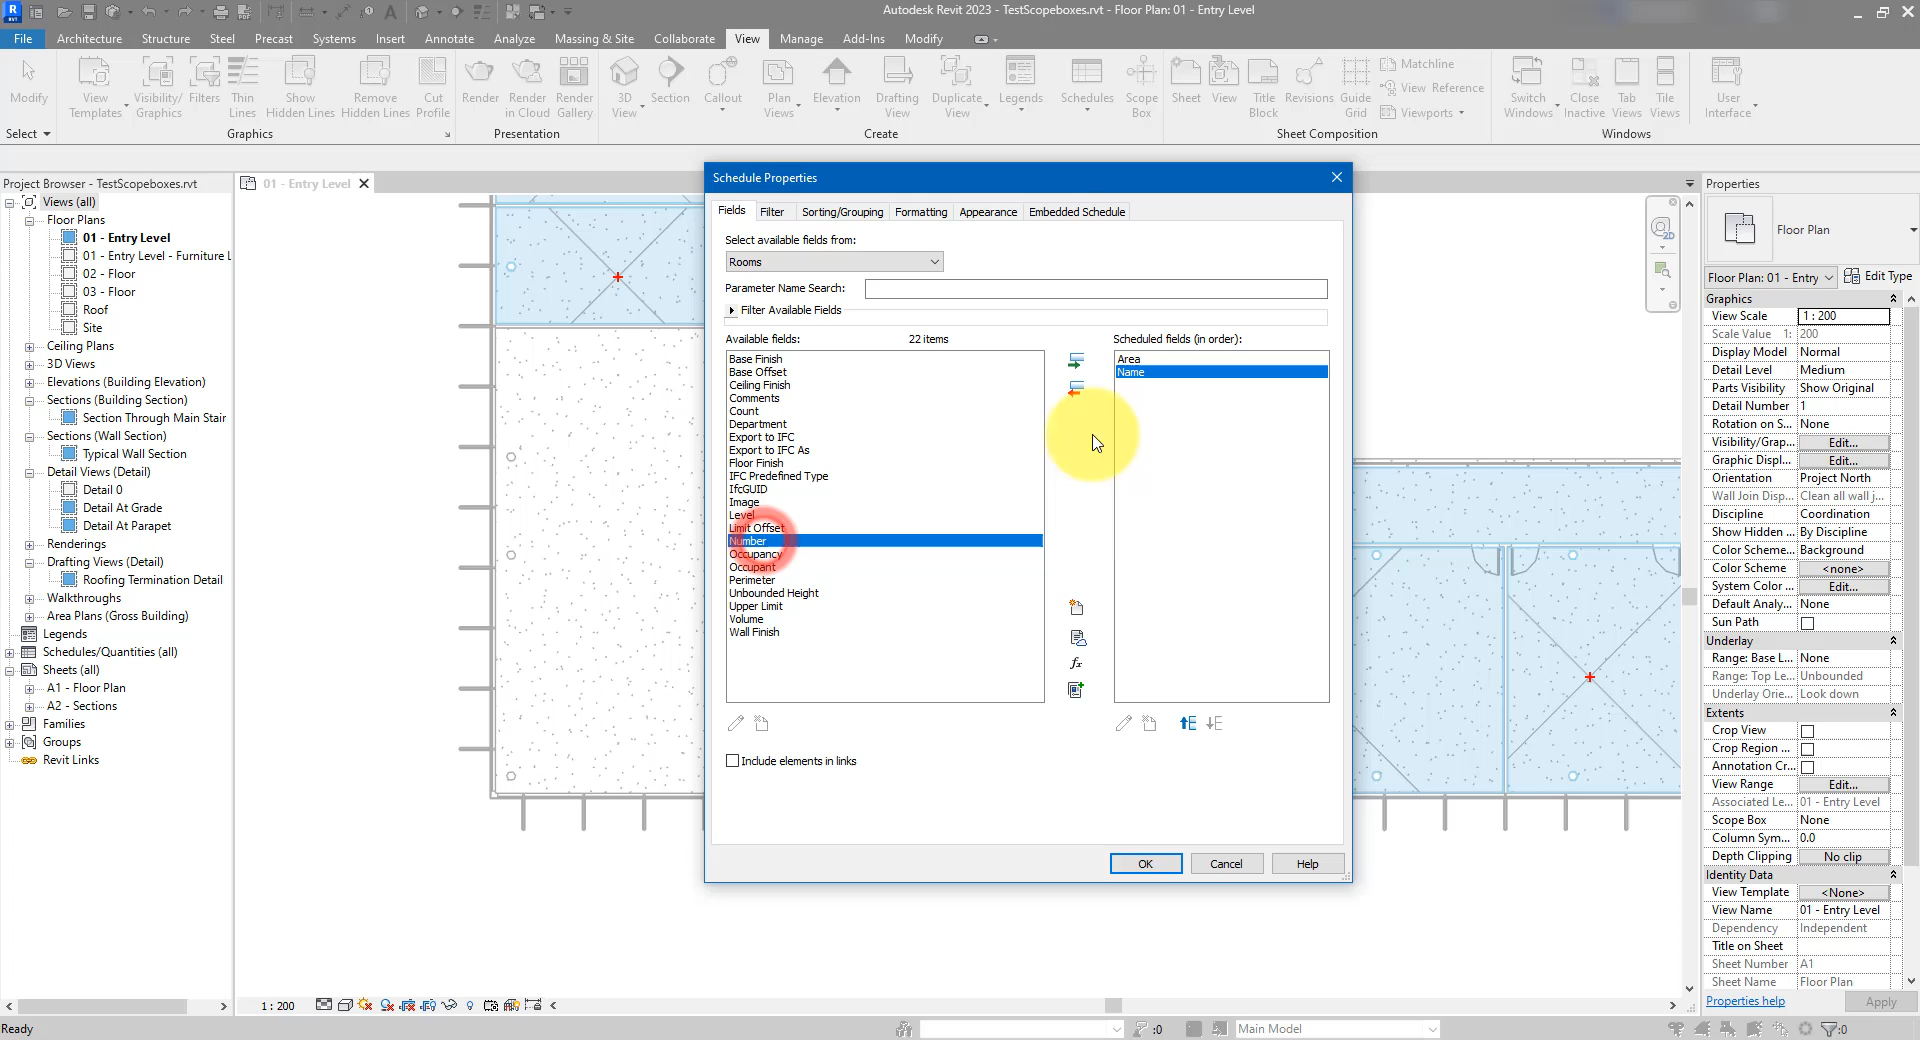 Autodesk Revit 2023 - TestScopeboxes.rvt - Floor Plan: 01 - Entry Level
File Architecture Structure Steel Precast Systems Insert Annotate Analyze Massing & Site Collaborate View Manage Add-Ins Modify
Modify
View Templates
Visibility/ Graphics
Filters
Thin Lines
Show Hidden Lines
Remove Hidden Lines
Cut Profile
Render
Render in Cloud
Render Gallery
3D View
Section
Callout
Plan Views
Elevation
Drafting View
Duplicate View
Legends
Schedules
Scope Box
Sheet
View
Title Block
Revisions
Guide Grid
Matchline
View Reference
Viewports
Switch Windows
Close Inactive
Tab Views
Tile Views
User Interface
Select Graphics Presentation Create Sheet Composition Windows
Project Browser - TestScopeboxes.rvt
Views (all)
Floor Plans
01 - Entry Level
01 - Entry Level - Furniture L
02 - Floor
03 - Floor
Roof
Site
Ceiling Plans
3D Views
Elevations (Building Elevation)
Sections (Building Section)
Section Through Main Stair
Sections (Wall Section)
Typical Wall Section
Detail Views (Detail)
Detail 0
Detail At Grade
Detail At Parapet
Renderings
Drafting Views (Detail)
Roofing Termination Detail
Walkthroughs
Area Plans (Gross Building)
Legends
Schedules/Quantities (all)
Sheets (all)
A1 - Floor Plan
A2 - Sections
Families
Groups
Revit Links
01 - Entry Level
Schedule Properties
Fields Filter Sorting/Grouping Formatting Appearance Embedded Schedule
Select available fields from:
Rooms
Parameter Name Search:
Filter Available Fields
Available fields: 22 items
Base Finish
Base Offset
Ceiling Finish
Comments
Count
Department
Export to IFC
Export to IFC As
Floor Finish
IFC Predefined Type
IfcGUID
Image
Level
Limit Offset
Number
Occupancy
Occupant
Perimeter
Unbounded Height
Upper Limit
Volume
Wall Finish
Scheduled fields (in order):
Area
Name
fx
Include elements in links
OK Cancel Help
2D
Properties
Floor Plan
Floor Plan: 01 - Entry Edit Type
Graphics
View Scale 1 : 200
Scale Value 1: 200
Display Model Normal
Detail Level Medium
Parts Visibility Show Original
Detail Number 1
Rotation on S... None
Visibility/Grap... Edit...
Graphic Displ... Edit...
Orientation Project North
Wall Join Disp... Clean all wall j...
Discipline Coordination
Show Hidden ... By Discipline
Color Scheme... Background
Color Scheme <none>
System Color ... Edit...
Default Analy... None
Sun Path
Underlay
Range: Base L... None
Range: Top Le... Unbounded
Underlay Orie... Look down
Extents
Crop View
Crop Region ...
Annotation Cr...
View Range Edit...
Associated Le... 01 - Entry Level
Scope Box None
Column Sym... 0.0
Depth Clipping No clip
Identity Data
View Template <None>
View Name 01 - Entry Level
Dependency Independent
Title on Sheet
Sheet Number A1
Sheet Name Floor Plan
Properties help Apply
1 : 200
Ready
:0
Main Model
:0